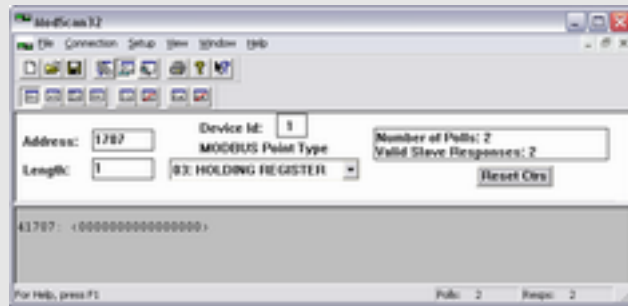 ModScan32
File Connection Setup View Window Help
Address: 1707
Device Id: 1
MODBUS Point Type
Length: 1
03: HOLDING REGISTER
Number of Polls: 2
Valid Slave Responses: 2
Reset Ctrs
41707: <0000000000000000>
For Help, press F1
Polls: 2
Resps: 2